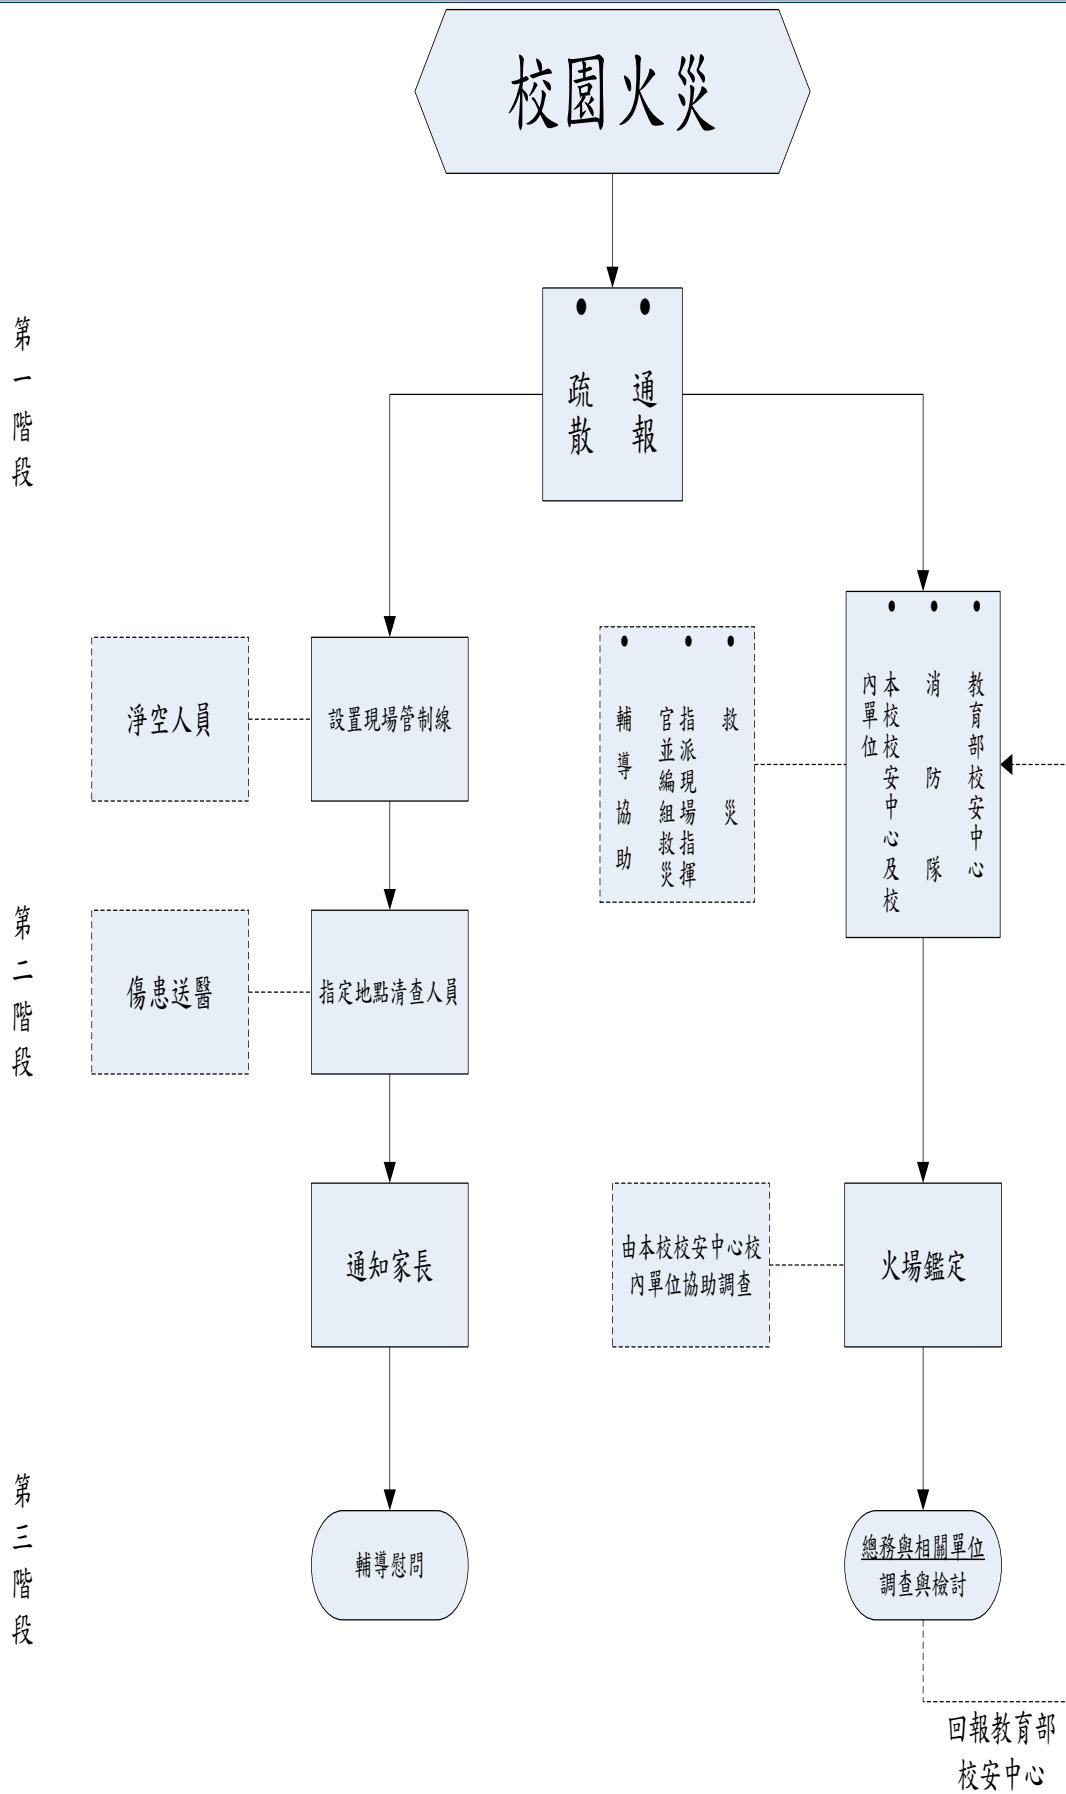 校園火災
第一階段
通報
疏散
教育部校安中心
消防隊
本校校安中心及校
內單位
救災
指派現場指揮
官並編組救災
輔導協助
淨空人員
設置現場管制線
第二階段
傷患送醫
指定地點清查人員
通知家長
由本校校安中心校
內單位協助調查
火場鑑定
第三階段
輔導慰問
總務與相關單位
調查與檢討
回報教育部
校安中心